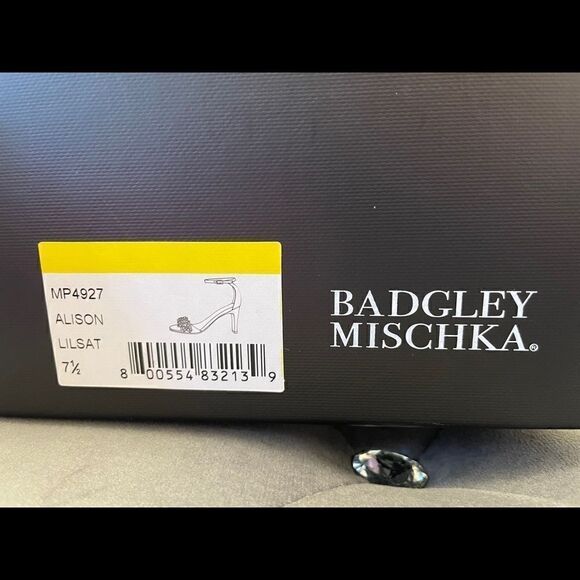 MP4927
ALISON
LILSAT
7½
8 00554 83213 9
BADGLEY
MISCHKA®